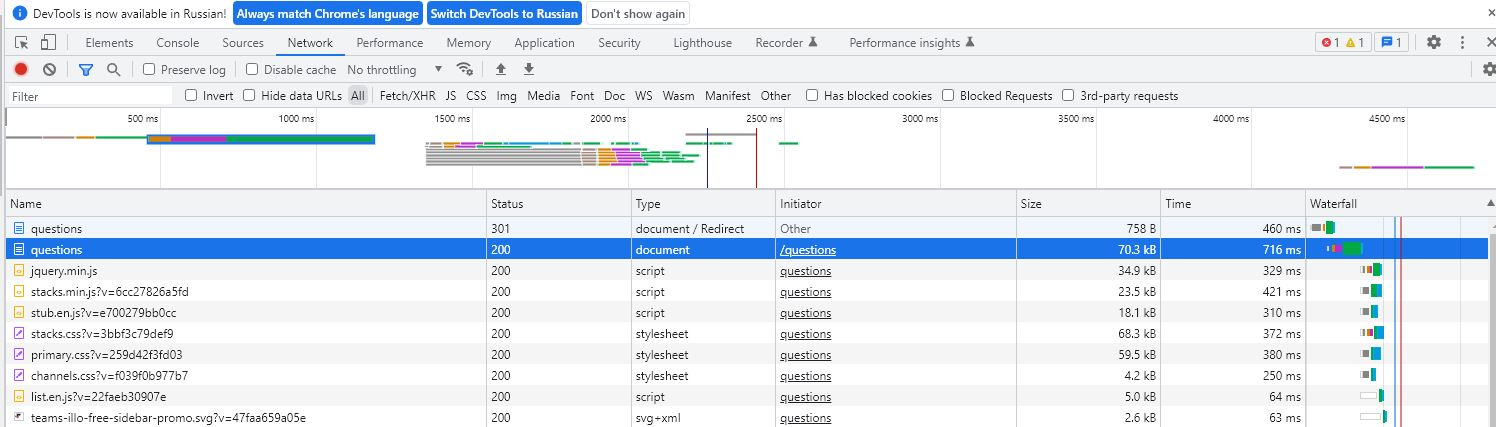 DevTools is now available in Russian! Always match Chrome's language Switch DevTools to Russian Don't show again
Elements Console Sources Network Performance Memory Application Security Lighthouse Recorder Performance insights 1 1 1
Preserve log Disable cache No throttling
Filter Invert Hide data URLs All Fetch/XHR JS CSS Img Media Font Doc WS Wasm Manifest Other Has blocked cookies Blocked Requests 3rd-party requests
500 ms 1000 ms 1500 ms 2000 ms 2500 ms 3000 ms 3500 ms 4000 ms 4500 ms
Name Status Type Initiator Size Time Waterfall
questions 301 document / Redirect Other 758 B 460 ms
questions 200 document /questions 70.3 kB 716 ms
jquery.min.js 200 script questions 34.9 kB 329 ms
stacks.min.js?v=6cc27826a5fd 200 script questions 23.5 kB 421 ms
stub.en.js?v=e700279bb0cc 200 script questions 18.1 kB 310 ms
stacks.css?v=3bbf3c79def9 200 stylesheet questions 68.3 kB 372 ms
primary.css?v=259d42f3fd03 200 stylesheet questions 59.5 kB 380 ms
channels.css?v=f039f0b977b7 200 stylesheet questions 4.2 kB 250 ms
list.en.js?v=22faeb30907e 200 script questions 5.0 kB 64 ms
teams-illo-free-sidebar-promo.svg?v=47faa659a05e 200 svg+xml questions 2.6 kB 63 ms